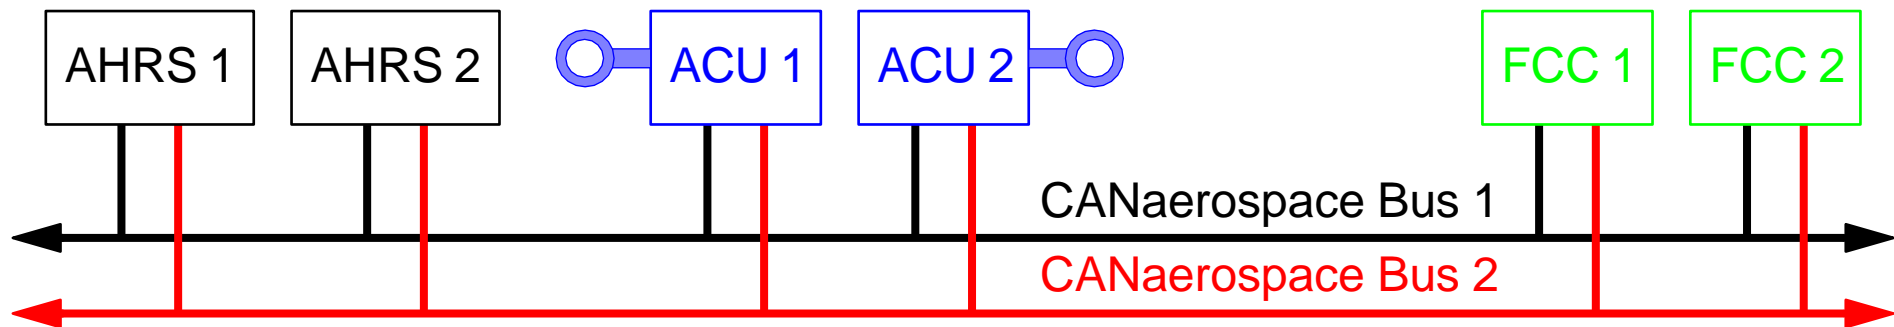 AHRS 1
AHRS 2
ACU 1
ACU 2
FCC 1
FCC 2
CANaerospace Bus 1
CANaerospace Bus 2